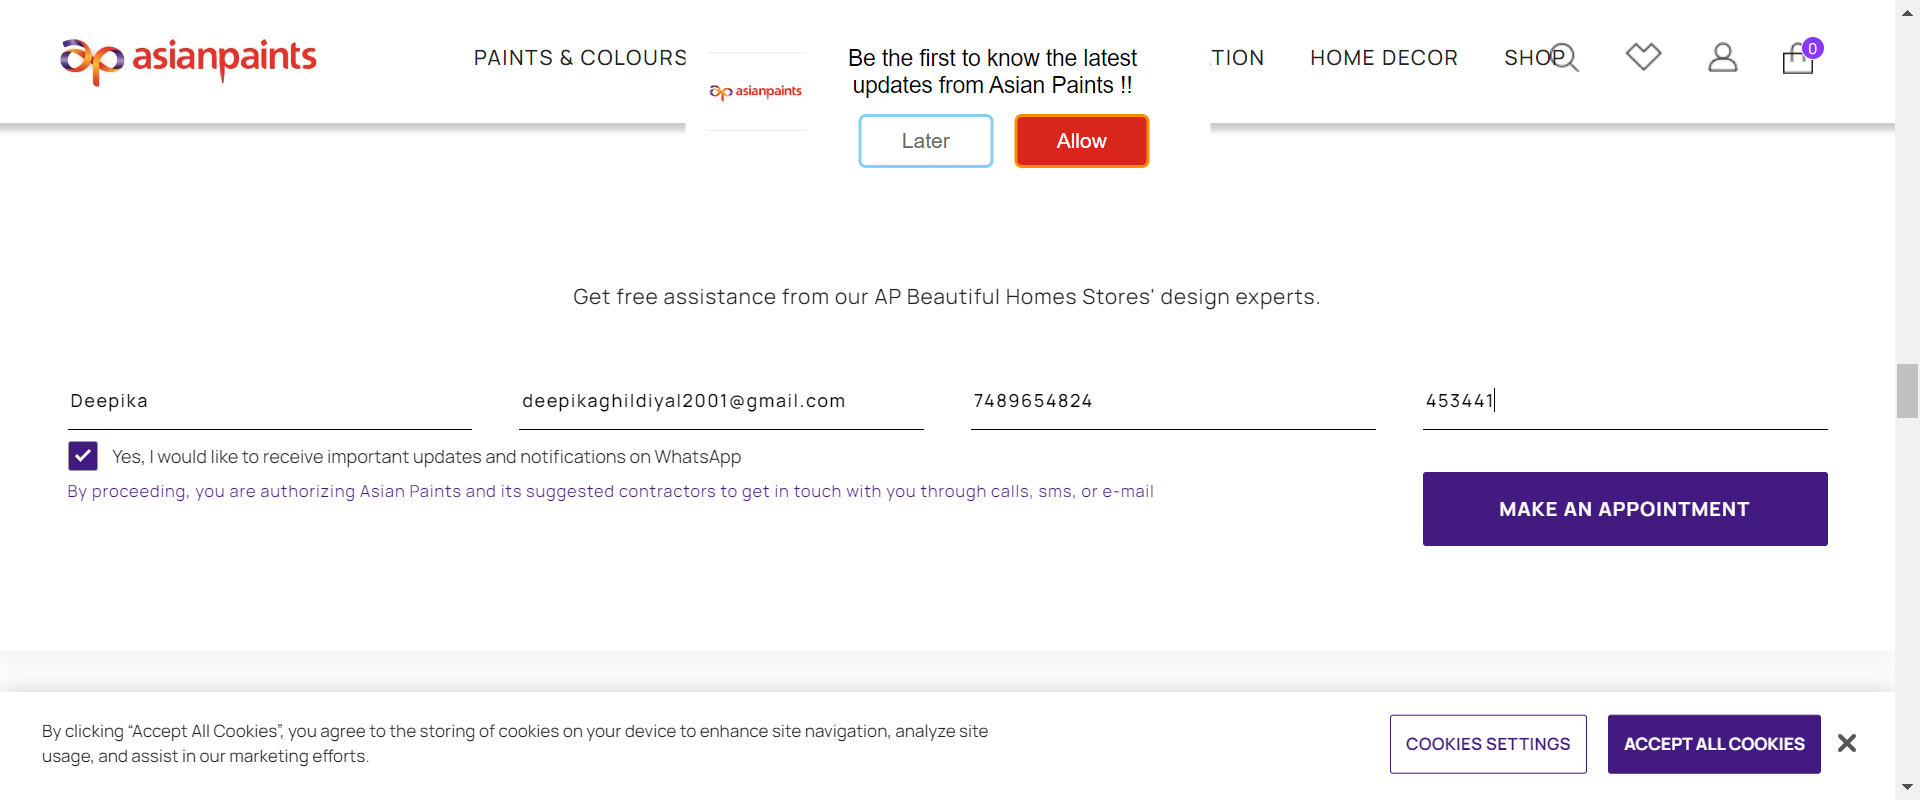 asianpaints
PAINTS & COLOURS
TION
HOME DECOR
SHOP
0
asianpaints
Be the first to know the latest
updates from Asian Paints !!
Later
Allow
Get free assistance from our AP Beautiful Homes Stores' design experts.
Deepika
deepikaghildiyal2001@gmail.com
7489654824
453441
Yes, I would like to receive important updates and notifications on WhatsApp
By proceeding, you are authorizing Asian Paints and its suggested contractors to get in touch with you through calls, sms, or e-mail
MAKE AN APPOINTMENT
By clicking “Accept All Cookies”, you agree to the storing of cookies on your device to enhance site navigation, analyze site
usage, and assist in our marketing efforts.
COOKIES SETTINGS
ACCEPT ALL COOKIES